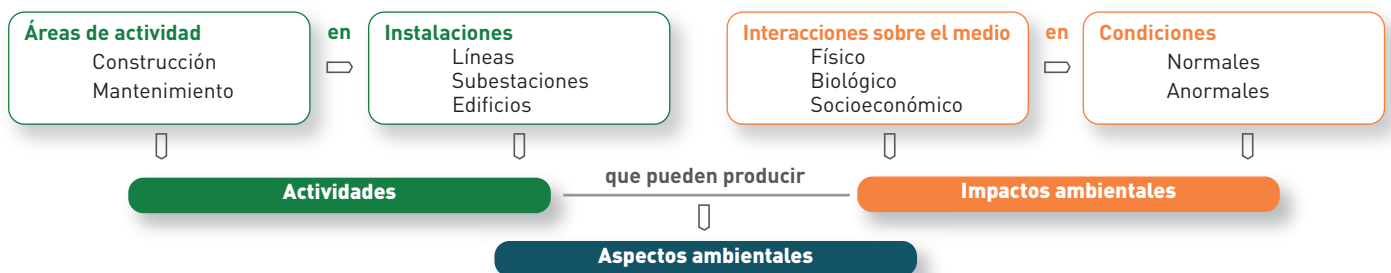 Áreas de actividad
Construcción
Mantenimiento
en
Instalaciones
Líneas
Subestaciones
Edificios
Interacciones sobre el medio
Físico
Biológico
Socioeconómico
en
Condiciones
Normales
Anormales
Actividades
que pueden producir
Impactos ambientales
Aspectos ambientales